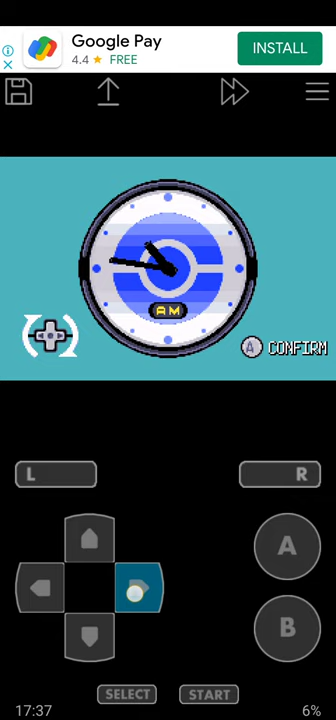 Google Pay
4.4 ★ FREE
INSTALL
AM
A CONFIRM
L
R
A
B
SELECT
START
17:37
6%